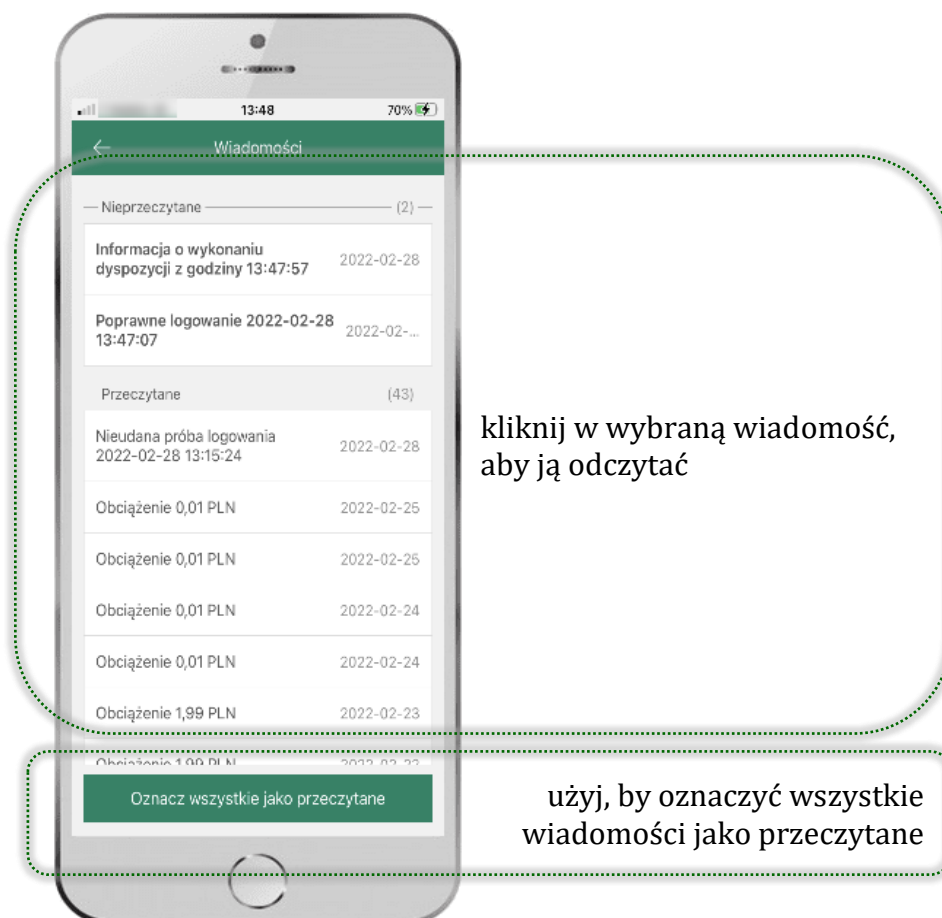 13:48 70%
Wiadomości
Nieprzeczytane (2)
Informacja o wykonaniu
dyspozycji z godziny 13:47:57 2022-02-28
Poprawne logowanie 2022-02-28
13:47:07 2022-02-...
Przeczytane (43)
Nieudana próba logowania
2022-02-28 13:15:24 2022-02-28
Obciążenie 0,01 PLN 2022-02-25
Obciążenie 0,01 PLN 2022-02-25
Obciążenie 0,01 PLN 2022-02-24
Obciążenie 0,01 PLN 2022-02-24
Obciążenie 1,99 PLN 2022-02-23
Obciążenie 1,99 PLN
Oznacz wszystkie jako przeczytane
kliknij w wybraną wiadomość,
aby ją odczytać
użyj, by oznaczyć wszystkie
wiadomości jako przeczytane